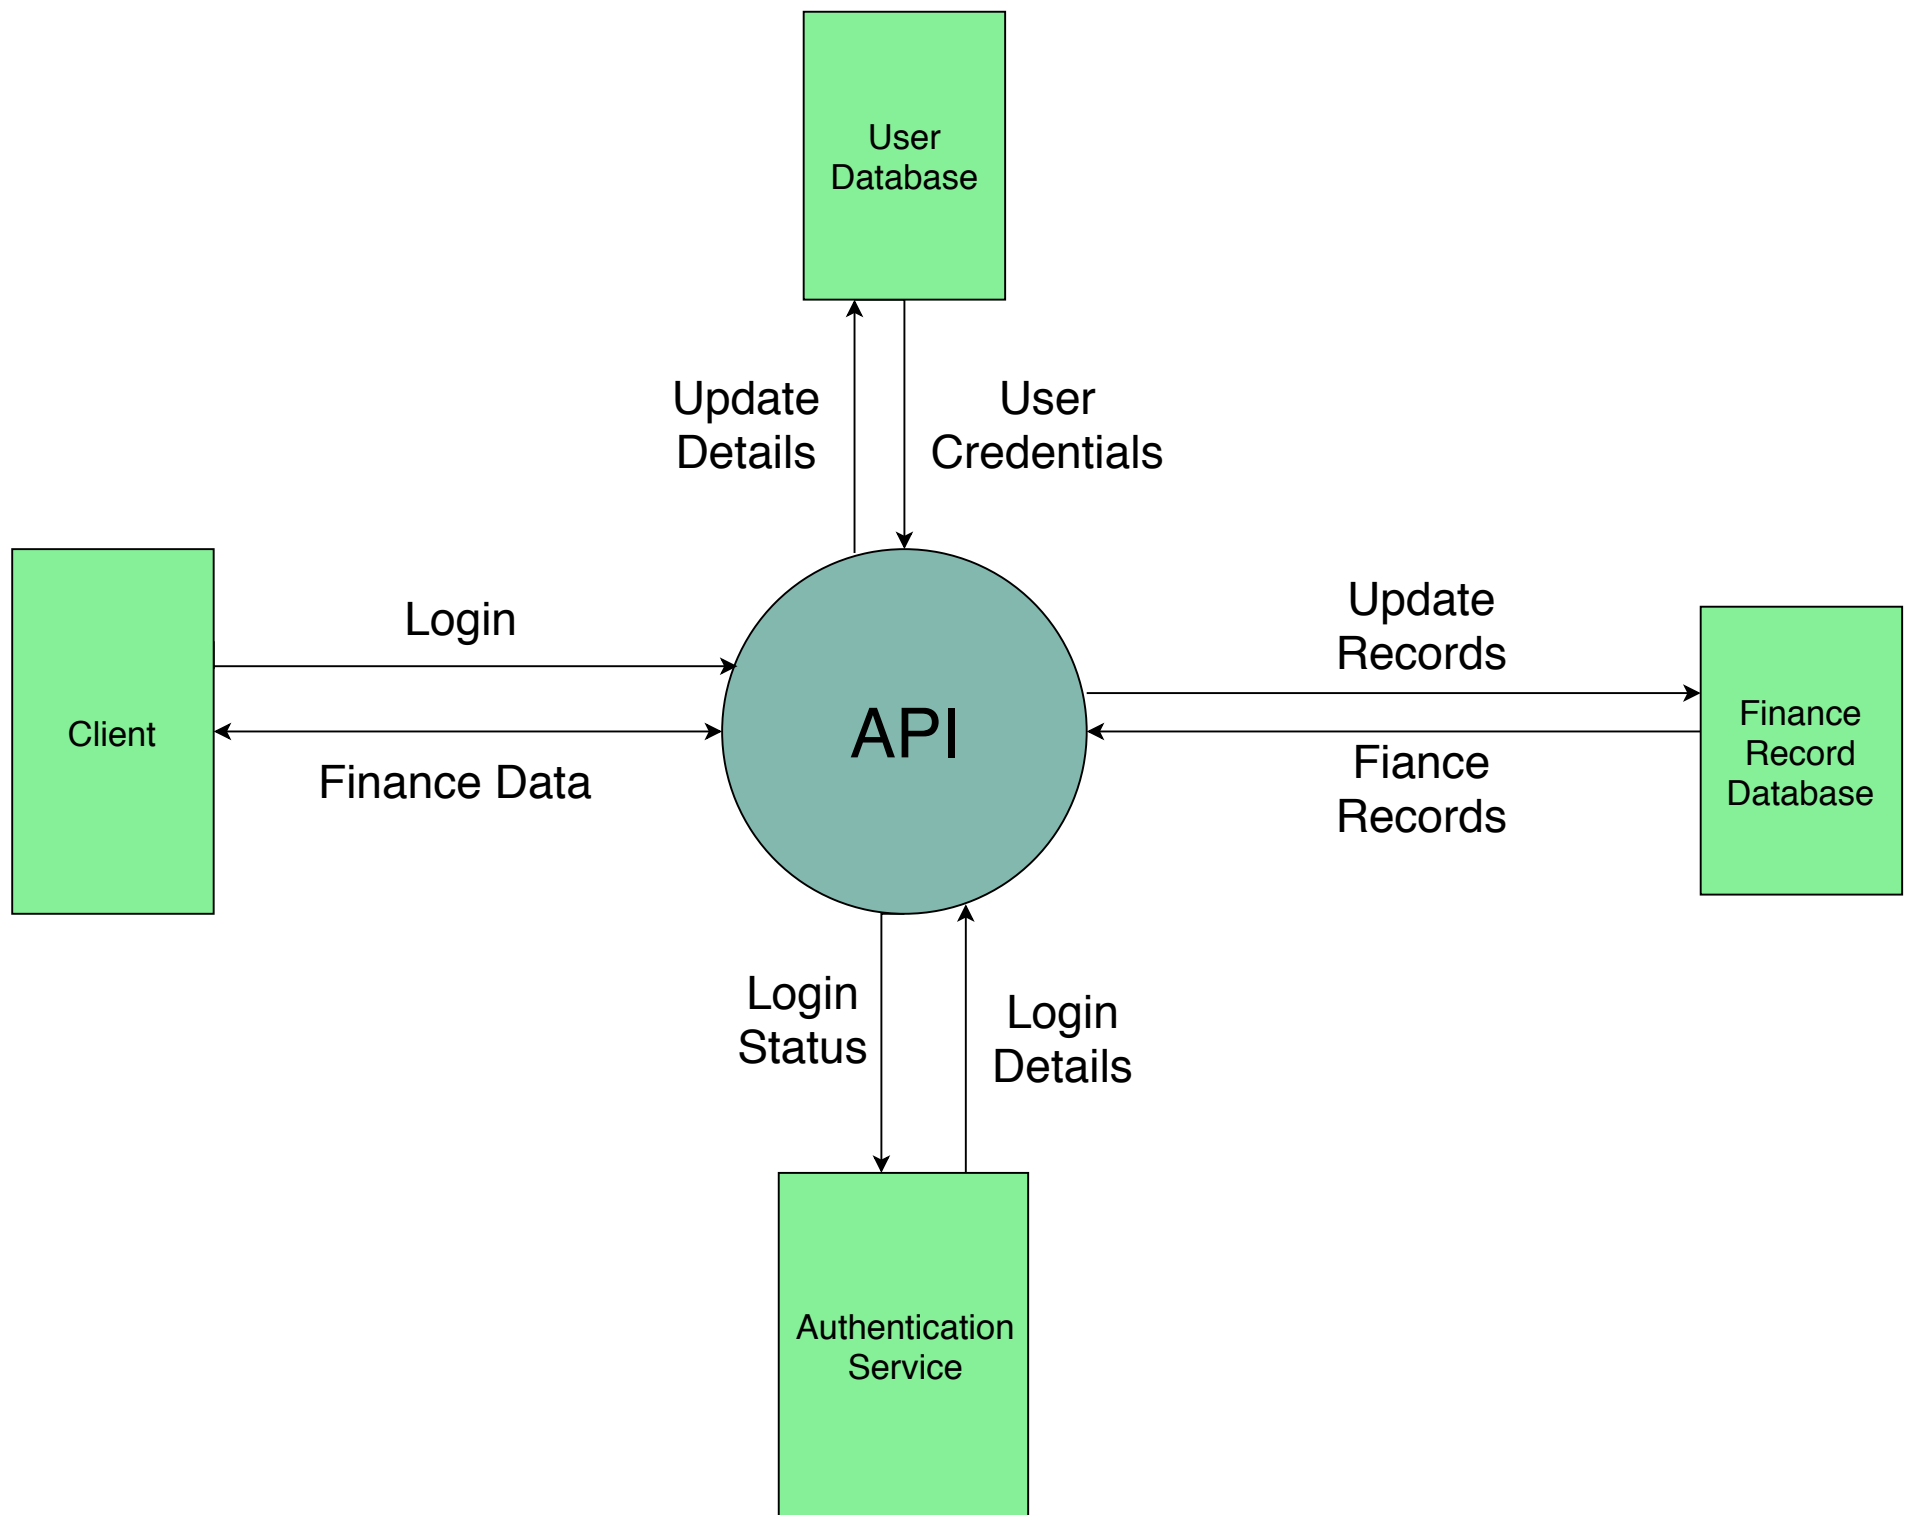 User
Database
Update
Details
User
Credentials
Login
Client
Finance Data
API
Update
Records
Fiance
Records
Finance
Record
Database
Login
Status
Login
Details
Authentication
Service